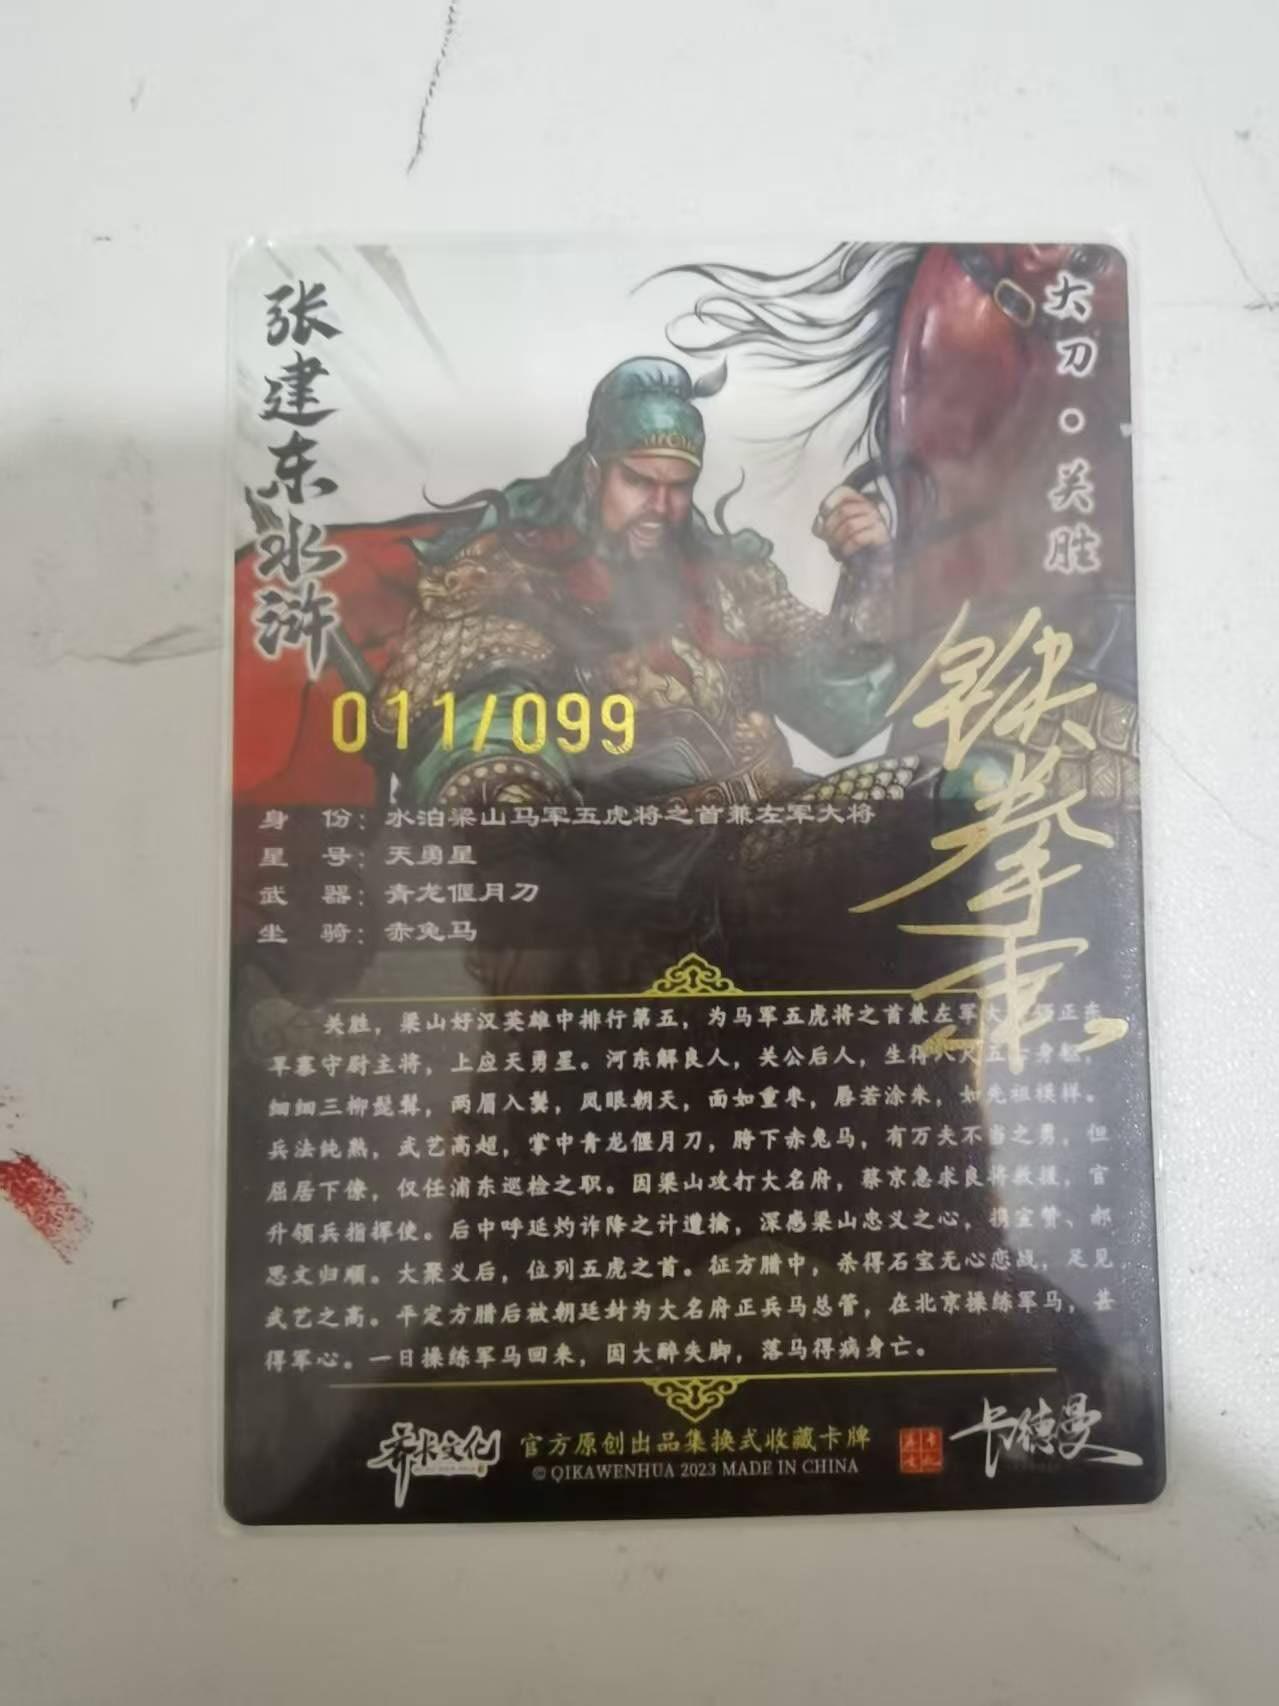 张建东水浒
大刀·关胜
铁拳東
011/099
身 份：水泊梁山马军五虎将之首兼左军大将
星 号：天勇星
武 器：青龙偃月刀
坐 骑：赤兔马
关胜，梁山好汉英雄中排行第五，为马军五虎将之首兼左军大 正东
旱寨守尉主将，上应天勇星。河东解良人，关公后人，生得八尺五六身躯，
细细三柳髭髯，两眉入鬓，凤眼朝天，面如重枣，唇若涂朱，如先祖模样。
兵法纯熟，武艺高超，掌中青龙偃月刀，胯下赤兔马，有万夫不当之勇，但
屈居下僚，仅任浦东巡检之职。因梁山攻打大名府，蔡京急求良将救援，官
升领兵指挥使。后中呼延灼诈降之计遭擒，深感梁山忠义之心，携宣赞、郝
思文归顺。大聚义后，位列五虎之首。征方腊中，杀得石宝无心恋战，足见
武艺之高。平定方腊后被朝廷封为大名府正兵马总管，在北京操练军马，甚
得军心。一日操练军马回来，因大醉失脚，落马得病身亡。
齐卡文化
官方原创出品集换式收藏卡牌
© QIKAWENHUA 2023 MADE IN CHINA
卡德曼